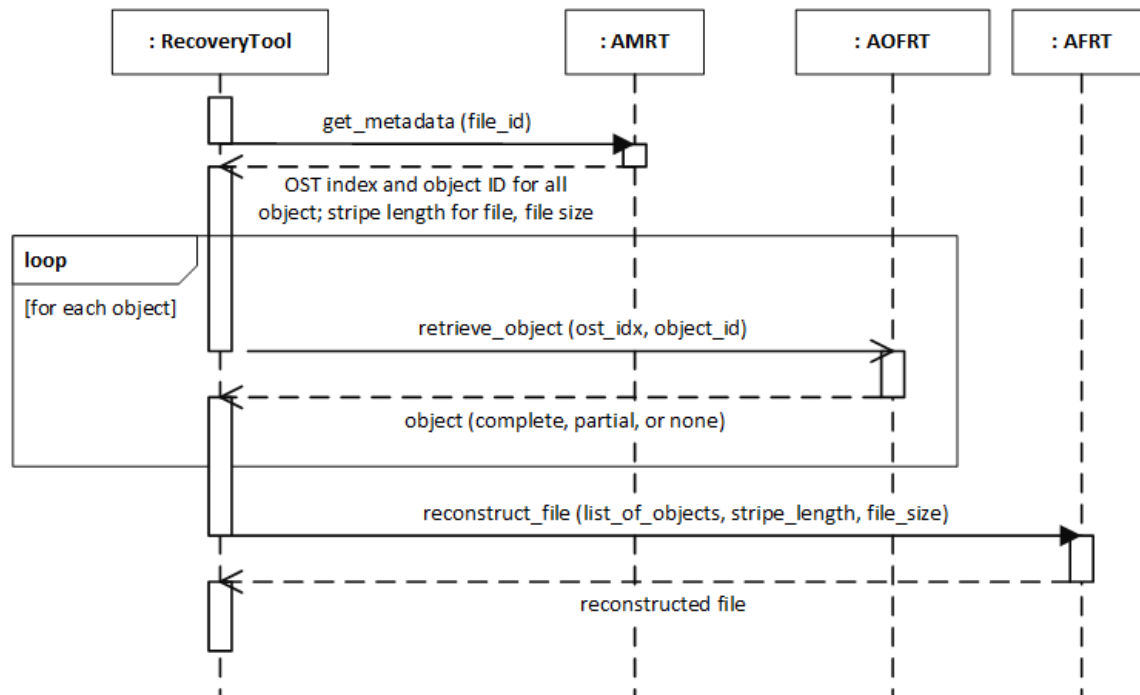 : RecoveryTool
: AMRT
: AOFRT
: AFRT
get_metadata (file_id)
OST index and object ID for all
object; stripe length for file, file size
loop
[for each object]
retrieve_object (ost_idx, object_id)
object (complete, partial, or none)
reconstruct_file (list_of_objects, stripe_length, file_size)
reconstructed file